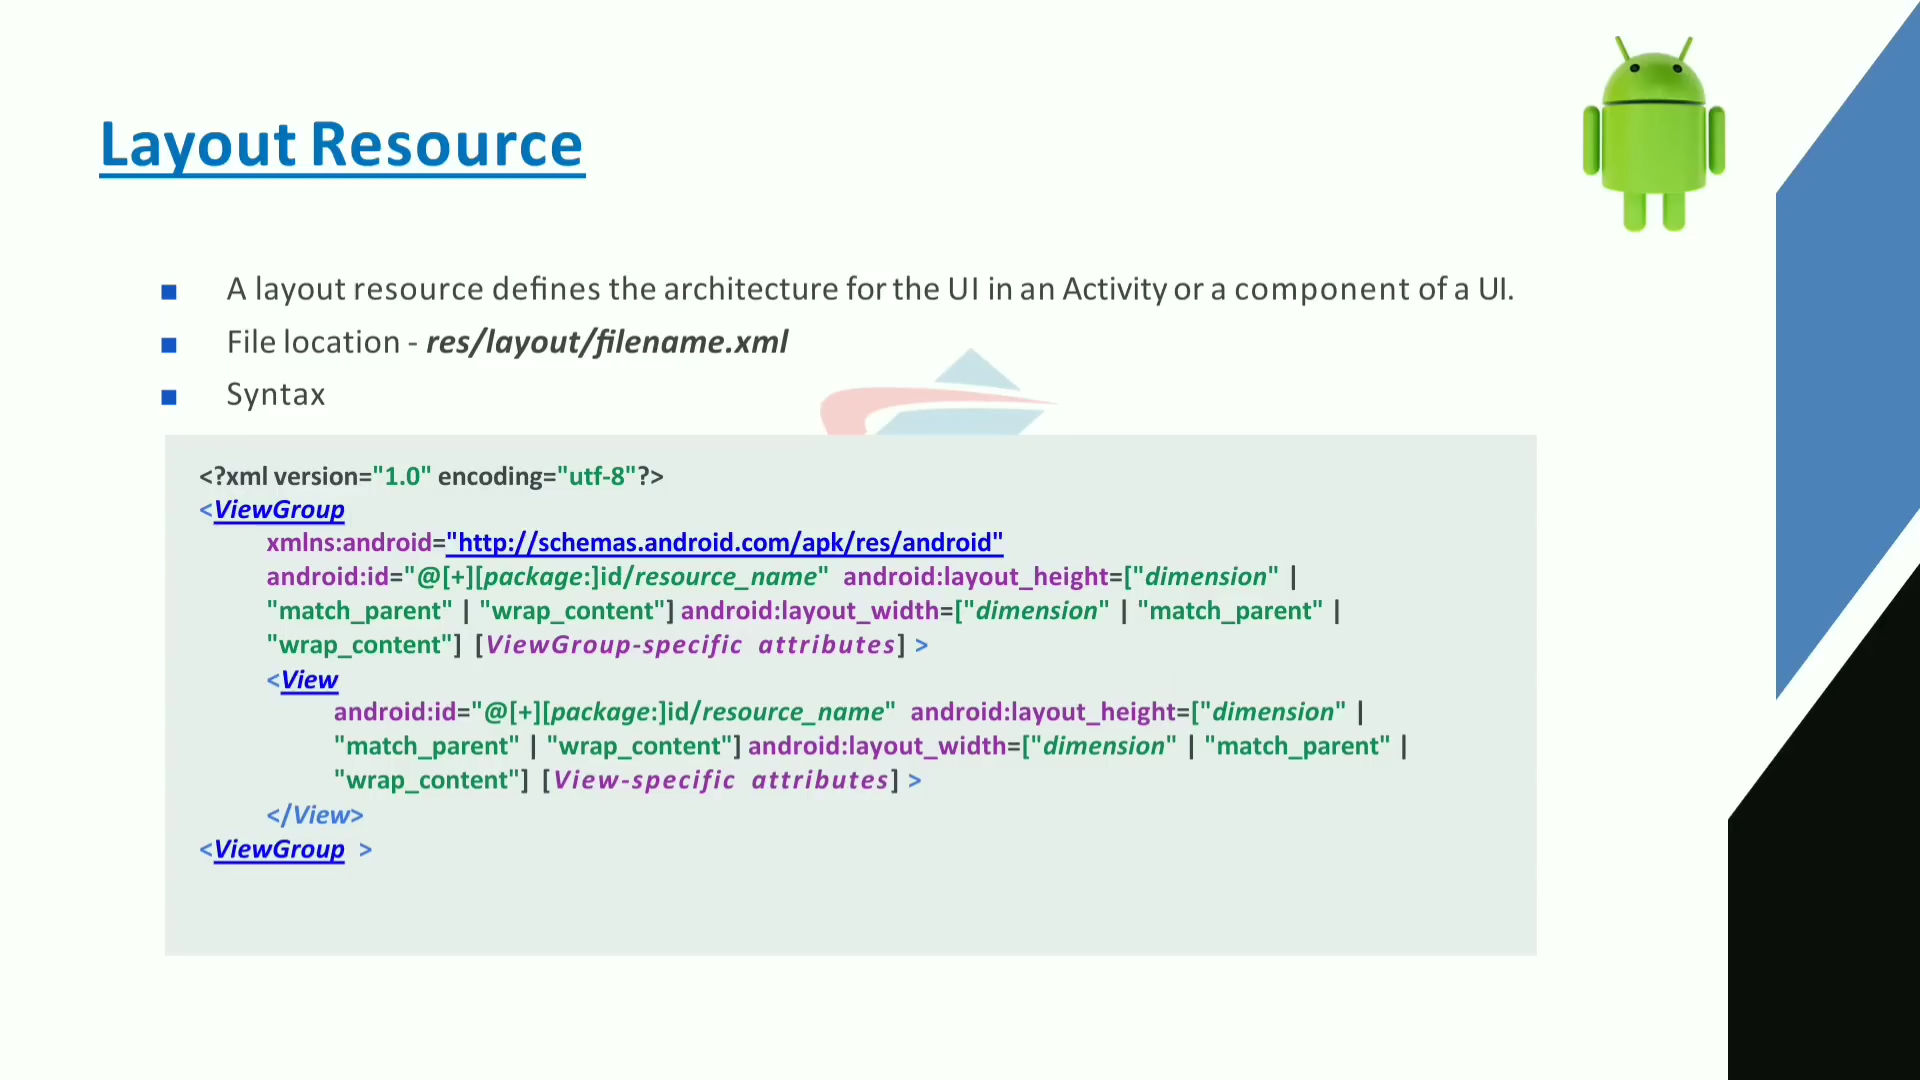 Layout Resource
A layout resource defines the architecture for the UI in an Activity or a component of a UI.
File location - res/layout/filename.xml
Syntax
<?xml version="1.0" encoding="utf-8"?>
<ViewGroup
xmlns:android="http://schemas.android.com/apk/res/android"
android:id="@[+][package:]id/resource_name" android:layout_height=["dimension" |
"match_parent" | "wrap_content"] android:layout_width=["dimension" | "match_parent" |
"wrap_content"] [ViewGroup-specific attributes] >
<View
android:id="@[+][package:]id/resource_name" android:layout_height=["dimension" |
"match_parent" | "wrap_content"] android:layout_width=["dimension" | "match_parent" |
"wrap_content"] [View-specific attributes] >
</View>
<ViewGroup >